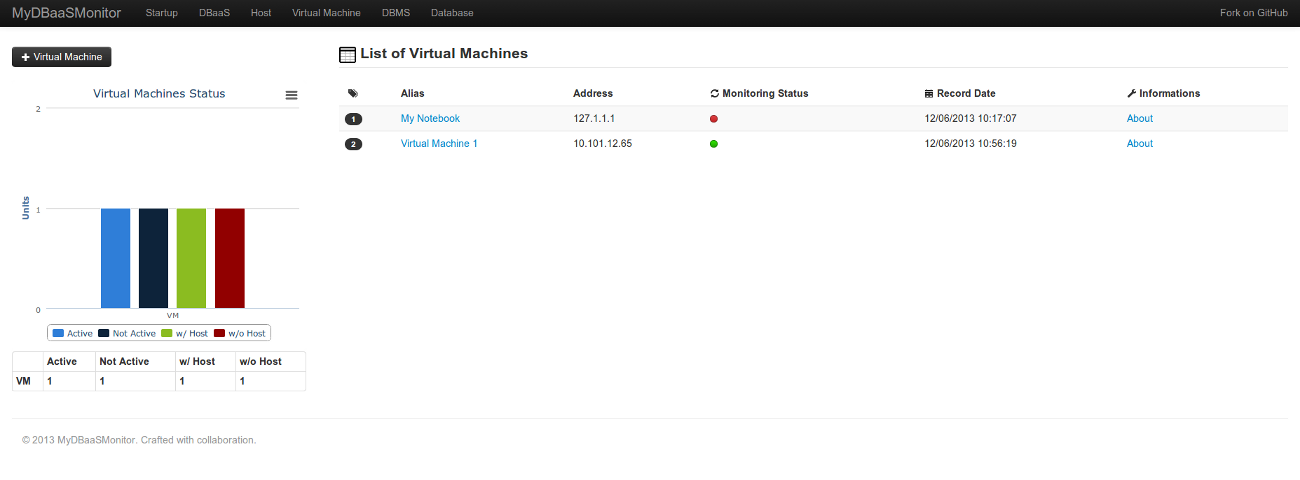 MyDBaaSMonitor Startup DBaaS Host Virtual Machine DBMS Database Fork on GitHub
Virtual Machine
Virtual Machines Status
2
Units
1
0
VM
Active Not Active w/ Host w/o Host
Active Not Active w/ Host w/o Host
VM 1 1 1 1
List of Virtual Machines
Alias Address Monitoring Status Record Date Informations
1 My Notebook 127.1.1.1 12/06/2013 10:17:07 About
2 Virtual Machine 1 10.101.12.65 12/06/2013 10:56:19 About
© 2013 MyDBaaSMonitor. Crafted with collaboration.